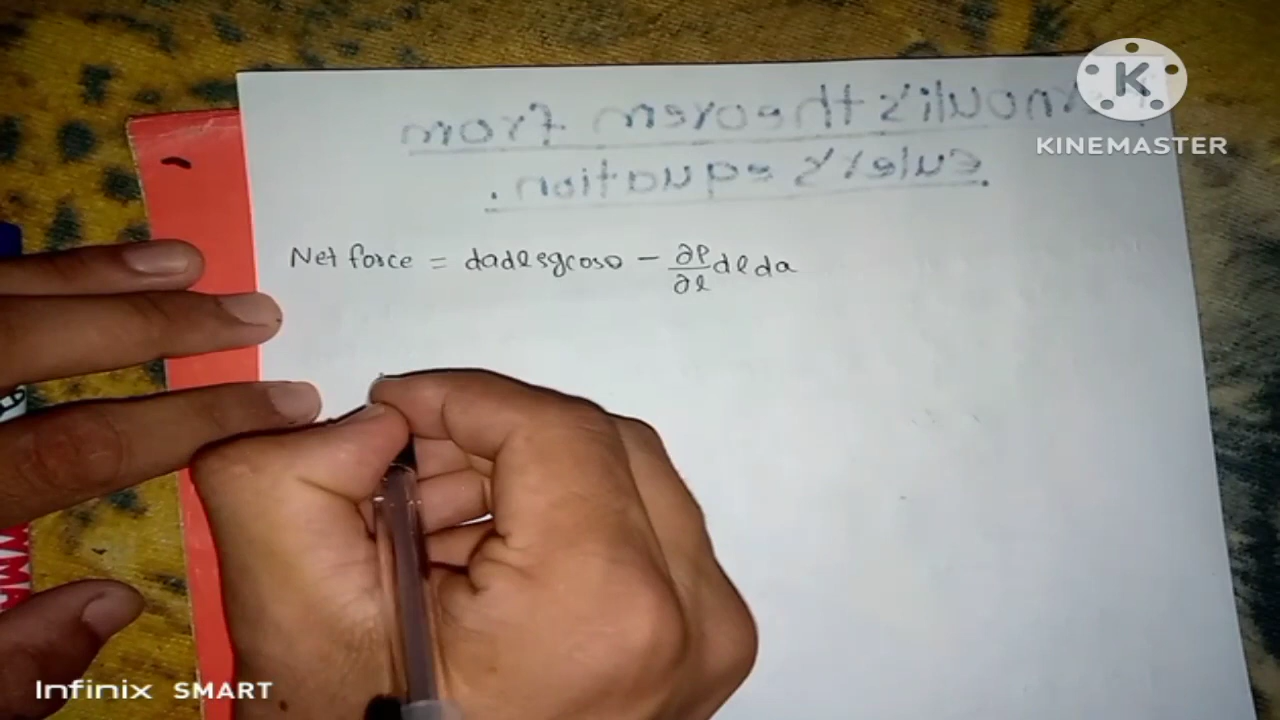 Bernoulli's theorem from
euler's equation.
Net force = dadlρgcosθ - ∂P/∂l dlda
KINEMASTER
Infinix SMART